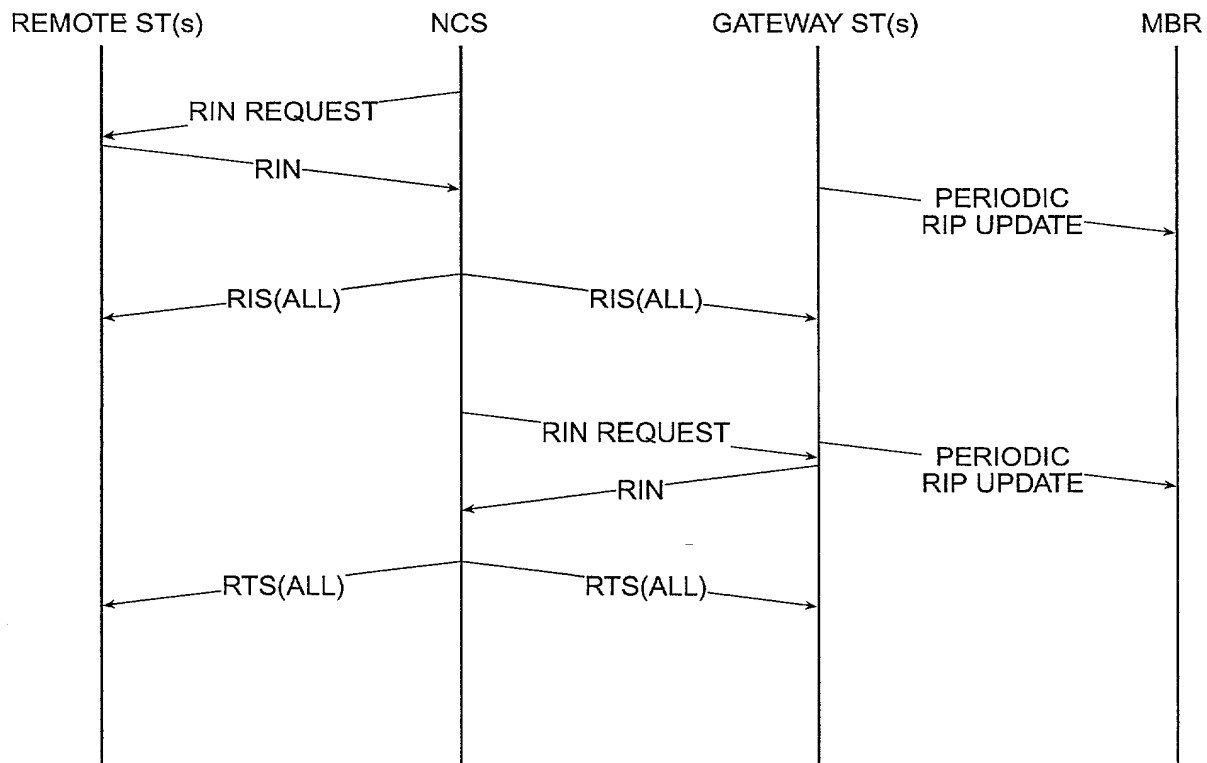 REMOTE ST(s)
NCS
GATEWAY ST(s)
MBR
RIN REQUEST
RIN
PERIODIC
RIP UPDATE
RIS(ALL)
RIS(ALL)
RIN REQUEST
PERIODIC
RIP UPDATE
RIN
RTS(ALL)
RTS(ALL)